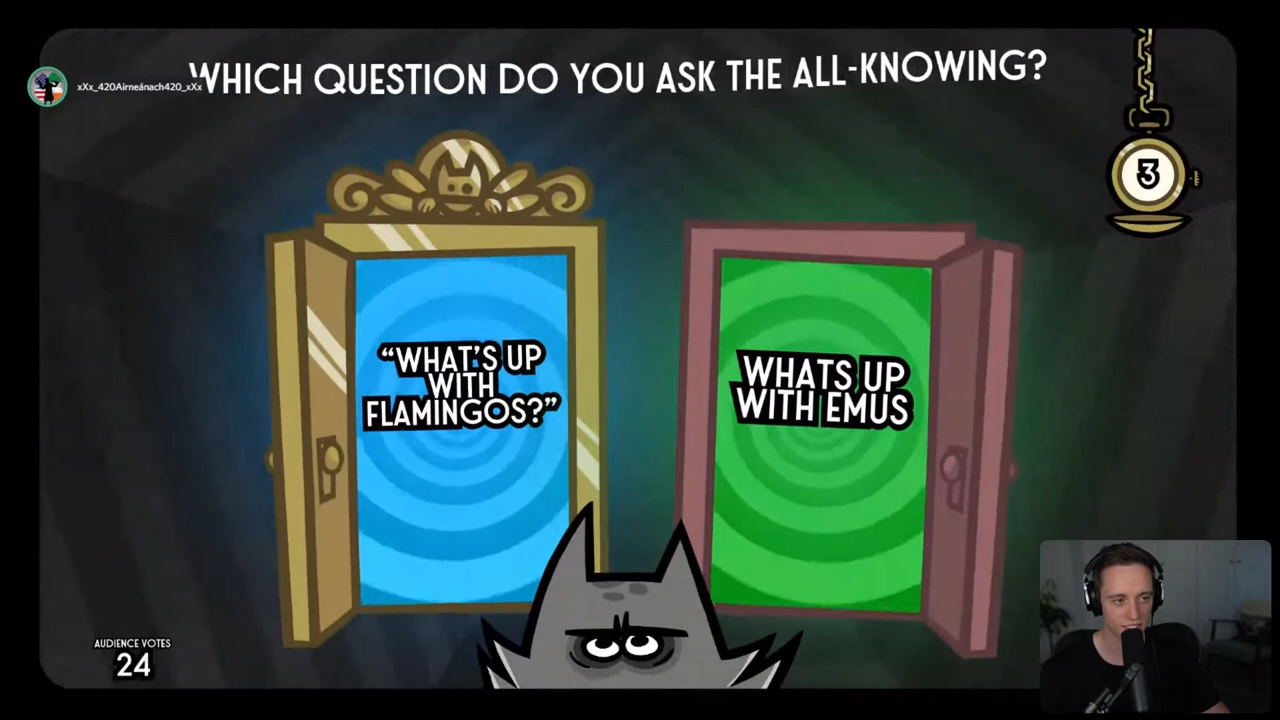 WHICH QUESTION DO YOU ASK THE ALL-KNOWING?
xXx_420Airneánach420_xXx
"WHAT'S UP
WITH
FLAMINGOS?"
WHATS UP
WITH EMUS
AUDIENCE VOTES
24